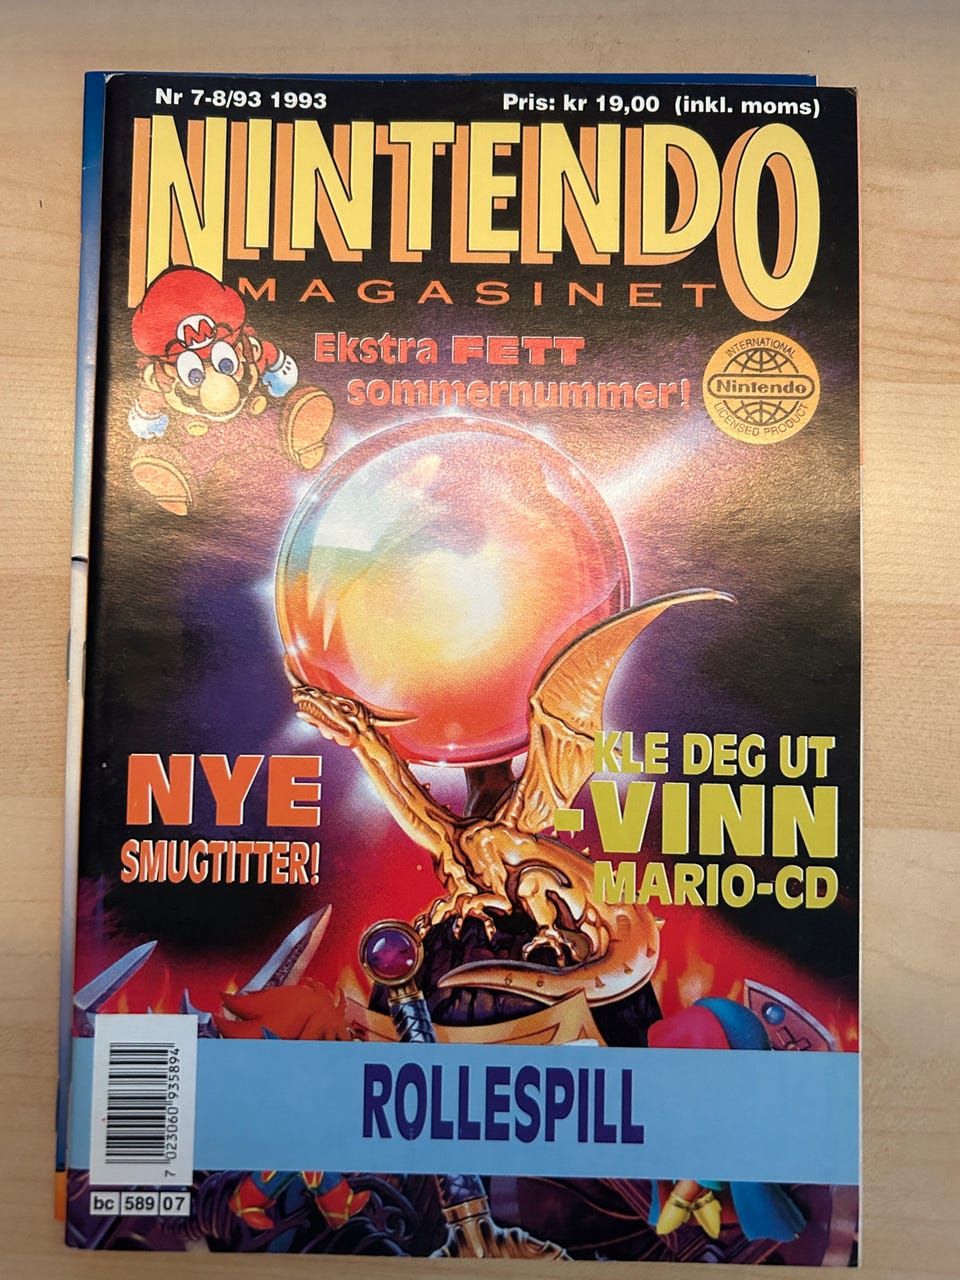 Nr 7-8/93 1993
Pris: kr 19,00 (inkl. moms)
NINTENDO
MAGASINET
M
Ekstra FETT
sommernummer!
INTERNATIONAL
Nintendo
LICENSED PRODUCT
NYE
SMUGTITTER!
KLE DEG UT
-VINN
MARIO-CD
ROLLESPILL
7 023060 935894
bc 589 07